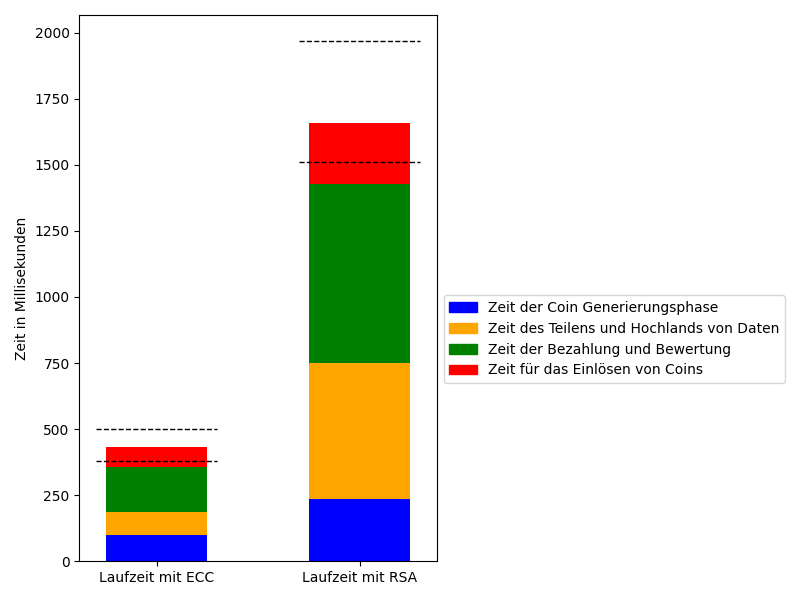 2000
1750
1500
1250
1000
750
500
250
0
Zeit in Millisekunden
Laufzeit mit ECC
Laufzeit mit RSA
Zeit der Coin Generierungsphase
Zeit des Teilens und Hochlands von Daten
Zeit der Bezahlung und Bewertung
Zeit für das Einlösen von Coins